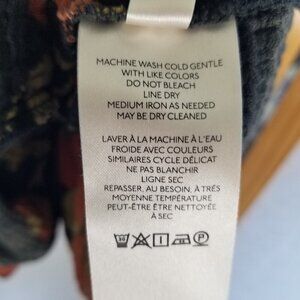 MACHINE WASH COLD GENTLE
WITH LIKE COLORS
DO NOT BLEACH
LINE DRY
MEDIUM IRON AS NEEDED
MAY BE DRY CLEANED
LAVER À LA MACHINE À L'EAU
FROIDE AVEC COULEURS
SIMILAIRES CYCLE DÉLICAT
NE PAS BLANCHIR
LIGNE SEC
REPASSER, AU BESOIN, À TRÉS
MOYENNE TEMPÉRATURE
PEUT-ÊTRE ÊTRE NETTOYÉE
À SEC
30 P